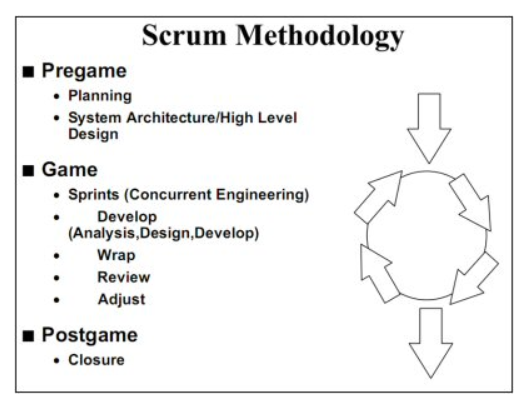 Scrum Methodology
■ Pregame
• Planning
• System Architecture/High Level
Design
■ Game
• Sprints (Concurrent Engineering)
• Develop
(Analysis,Design,Develop)
• Wrap
• Review
• Adjust
■ Postgame
• Closure